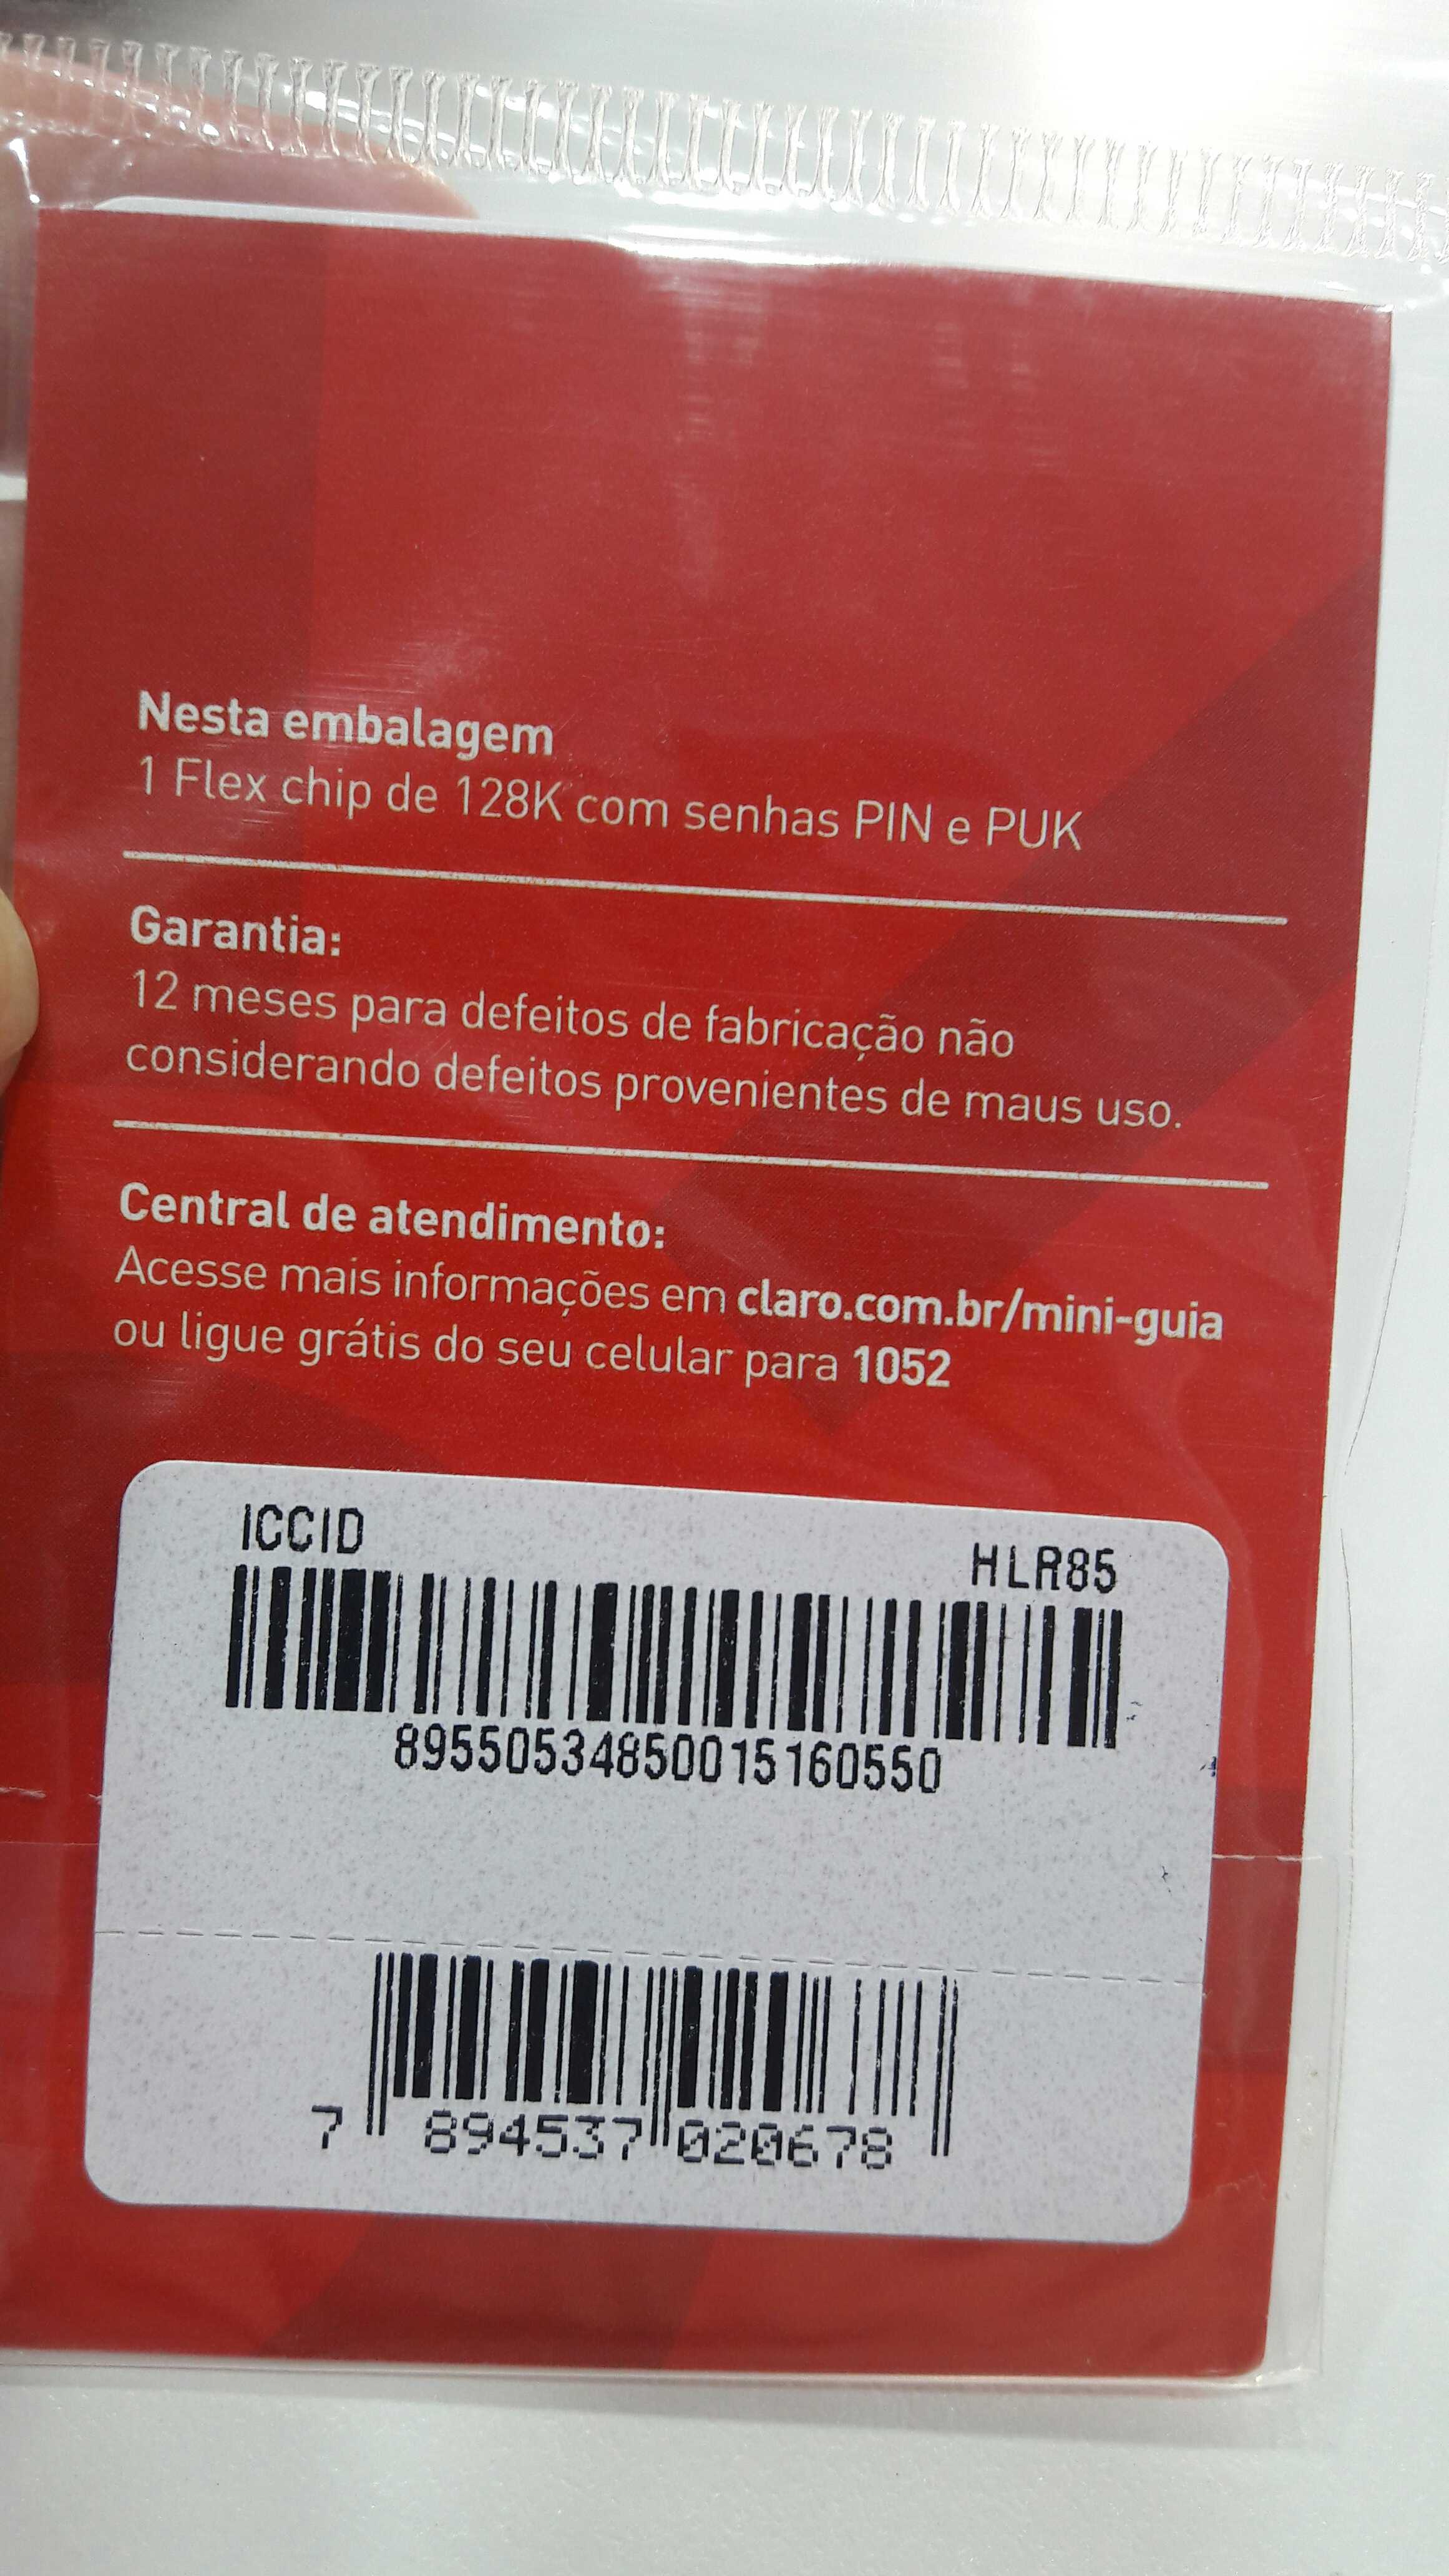 Nesta embalagem
1 Flex chip de 128K com senhas PIN e PUK
Garantia:
12 meses para defeitos de fabricação não
considerando defeitos provenientes de maus uso.
Central de atendimento:
Acesse mais informações em claro.com.br/mini-guia
ou ligue grátis do seu celular para 1052
ICCID HLR85
89550534850015160550
7 894537 020678